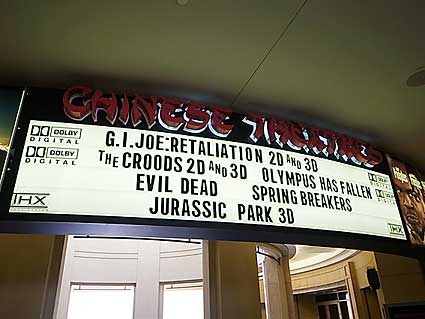 CHINESE THEATRES
G.I. JOE: RETALIATION 2D AND 3D
DOLBY
DIGITAL
THE CROODS 2D AND 3D OLYMPUS HAS FALLEN
DOLBY
DIGITAL
DIGITAL
EVIL DEAD SPRING BREAKERS
JURASSIC PARK 3D
THX